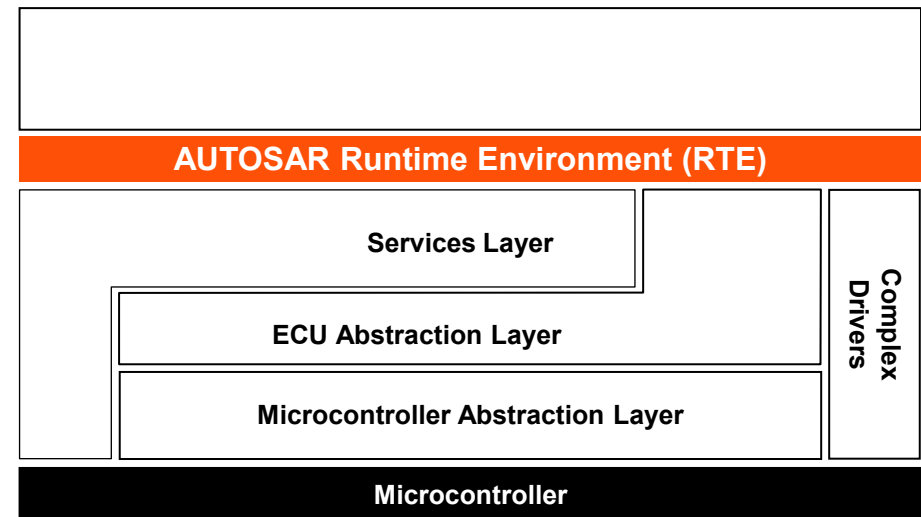 AUTOSAR Runtime Environment (RTE)
Services Layer
ECU Abstraction Layer
Complex
Drivers
Microcontroller Abstraction Layer
Microcontroller